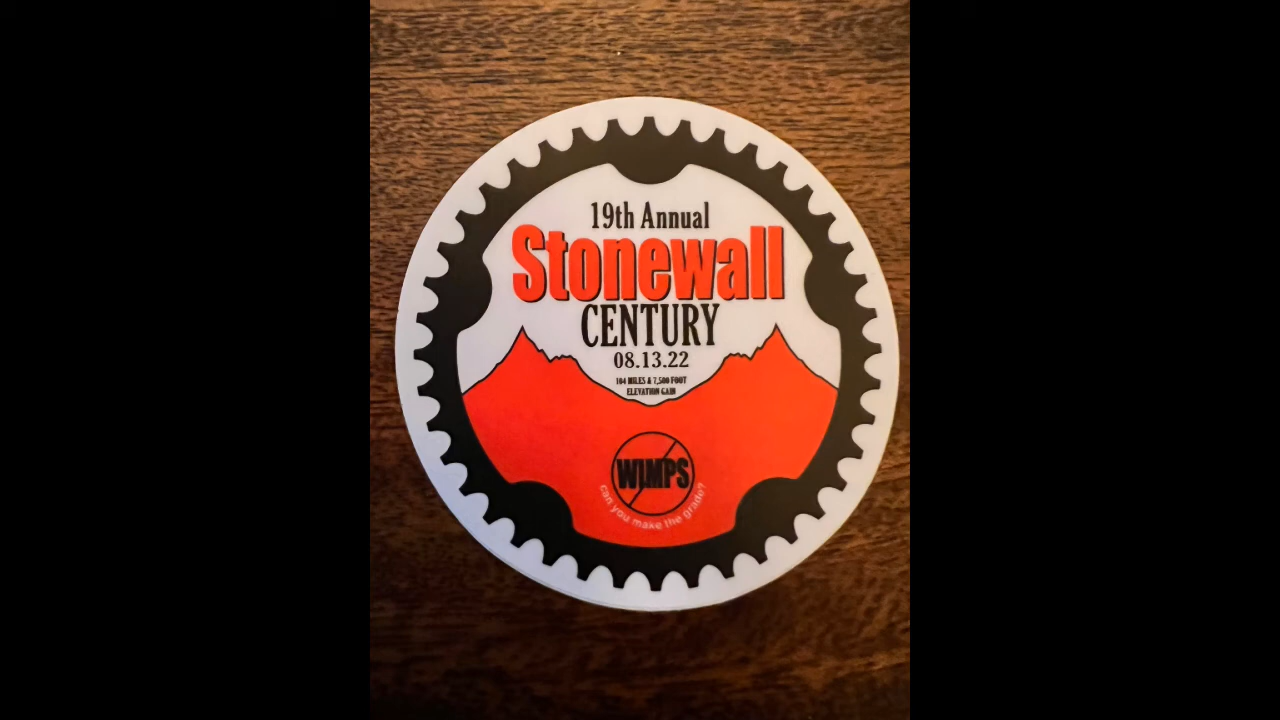 19th Annual
Stonewall
CENTURY
08.13.22
104 MILES & 7,500 FOOT
ELEVATION GAIN
WIMPS
can you make the grade?